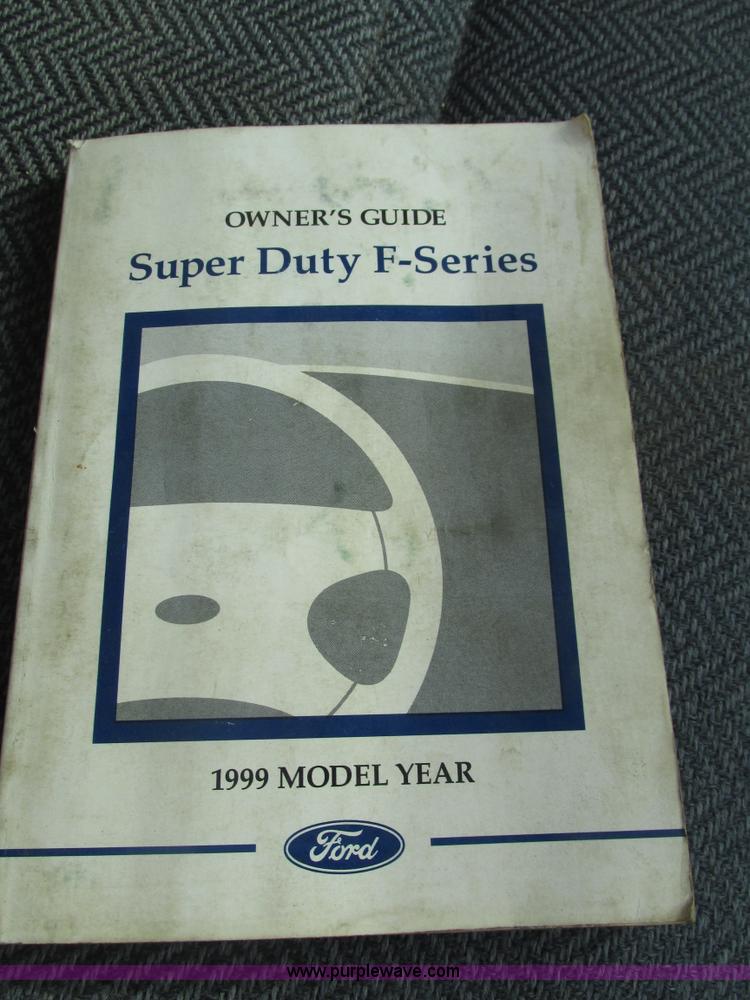 OWNER'S GUIDE
Super Duty F-Series
1999 MODEL YEAR
Ford
www.purplewave.com